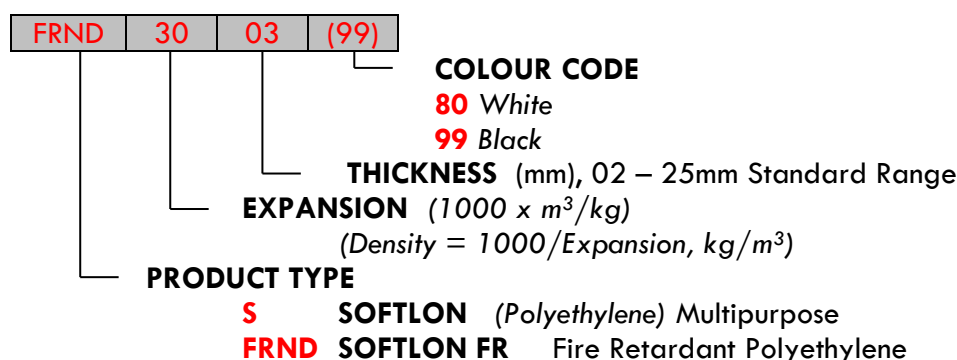 FRND 30 03 (99)
COLOUR CODE
80 White
99 Black
THICKNESS (mm), 02 – 25mm Standard Range
EXPANSION (1000 x m³/kg)
(Density = 1000/Expansion, kg/m³)
PRODUCT TYPE
S SOFTLON (Polyethylene) Multipurpose
FRND SOFTLON FR Fire Retardant Polyethylene